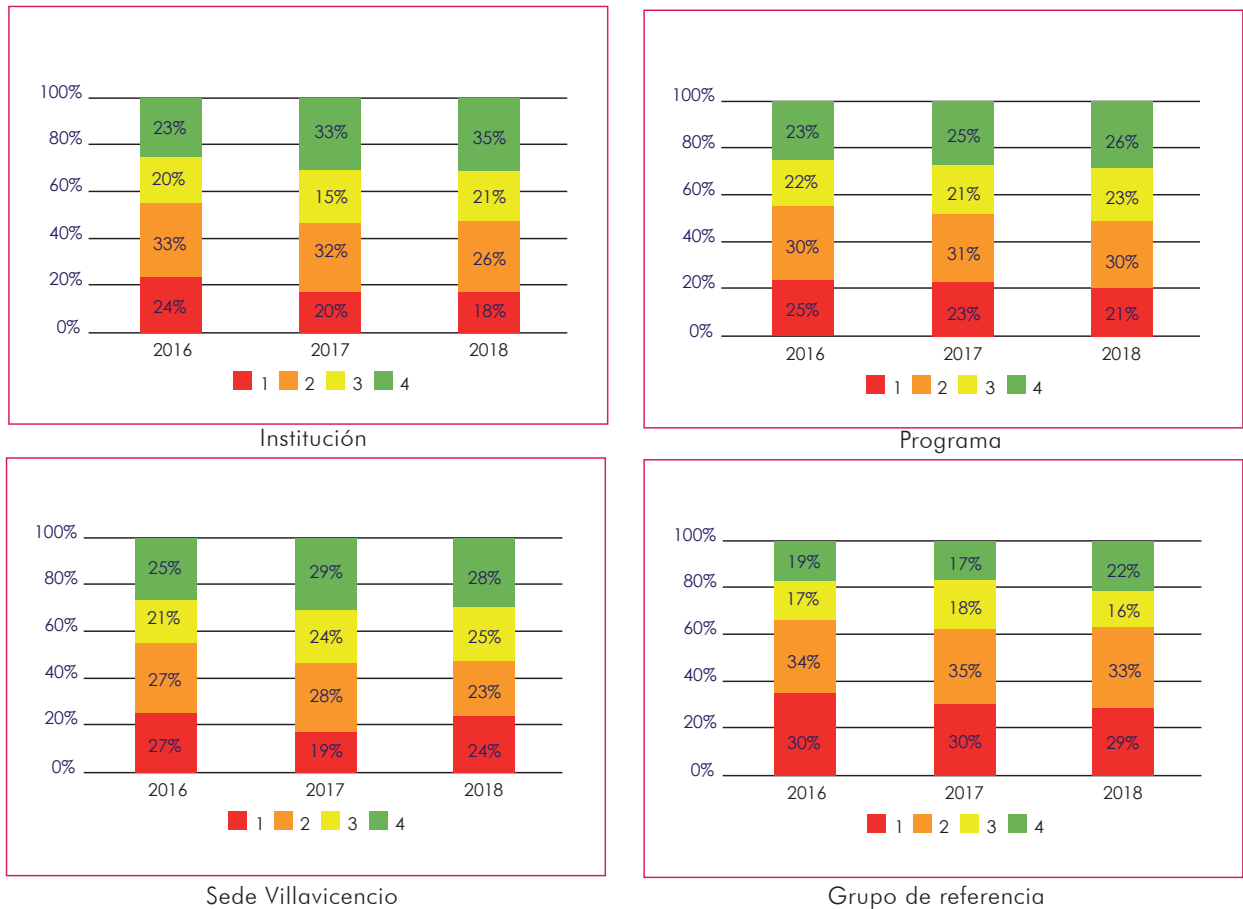 100%
80%
60%
40%
20%
0%
23% 33% 35%
20% 15% 21%
33% 32% 26%
24% 20% 18%
2016 2017 2018
1 2 3 4
Institución
100%
80%
60%
40%
20%
0%
23% 25% 26%
22% 21% 23%
30% 31% 30%
25% 23% 21%
2016 2017 2018
1 2 3 4
Programa
100%
80%
60%
40%
20%
0%
25% 29% 28%
21% 24% 25%
27% 28% 23%
27% 19% 24%
2016 2017 2018
1 2 3 4
Sede Villavicencio
100%
80%
60%
40%
20%
0%
19% 17% 22%
17% 18% 16%
34% 35% 33%
30% 30% 29%
2016 2017 2018
1 2 3 4
Grupo de referencia